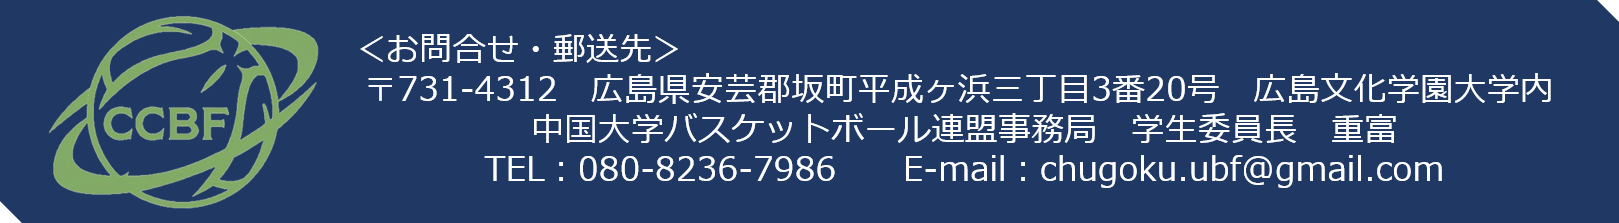 CCBF
＜お問合せ・郵送先＞
〒731-4312　広島県安芸郡坂町平成ヶ浜三丁目3番20号　広島文化学園大学内
中国大学バスケットボール連盟事務局　学生委員長　重富
TEL：080-8236-7986　　E-mail：chugoku.ubf@gmail.com